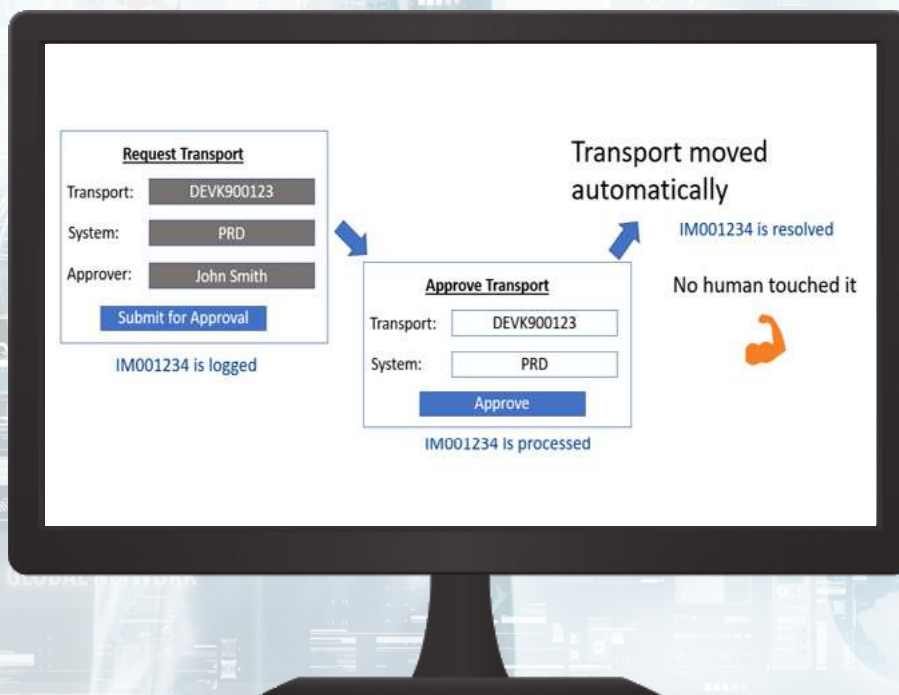 Request Transport
Transport: DEVK900123
System: PRD
Approver: John Smith
Submit for Approval
IM001234 is logged
Approve Transport
Transport: DEVK900123
System: PRD
Approve
IM001234 is processed
Transport moved
automatically
IM001234 is resolved
No human touched it
GLOBAL NETWORK